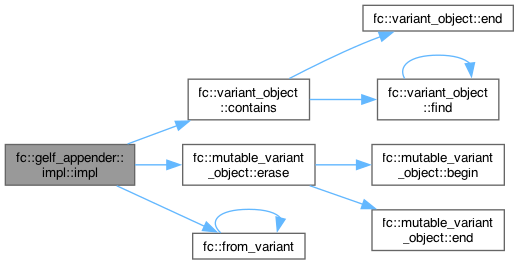 fc::variant_object::end
fc::variant_object
::contains
fc::variant_object
::find
fc::gelf_appender::
impl::impl
fc::mutable_variant
_object::erase
fc::mutable_variant
_object::begin
fc::mutable_variant
_object::end
fc::from_variant